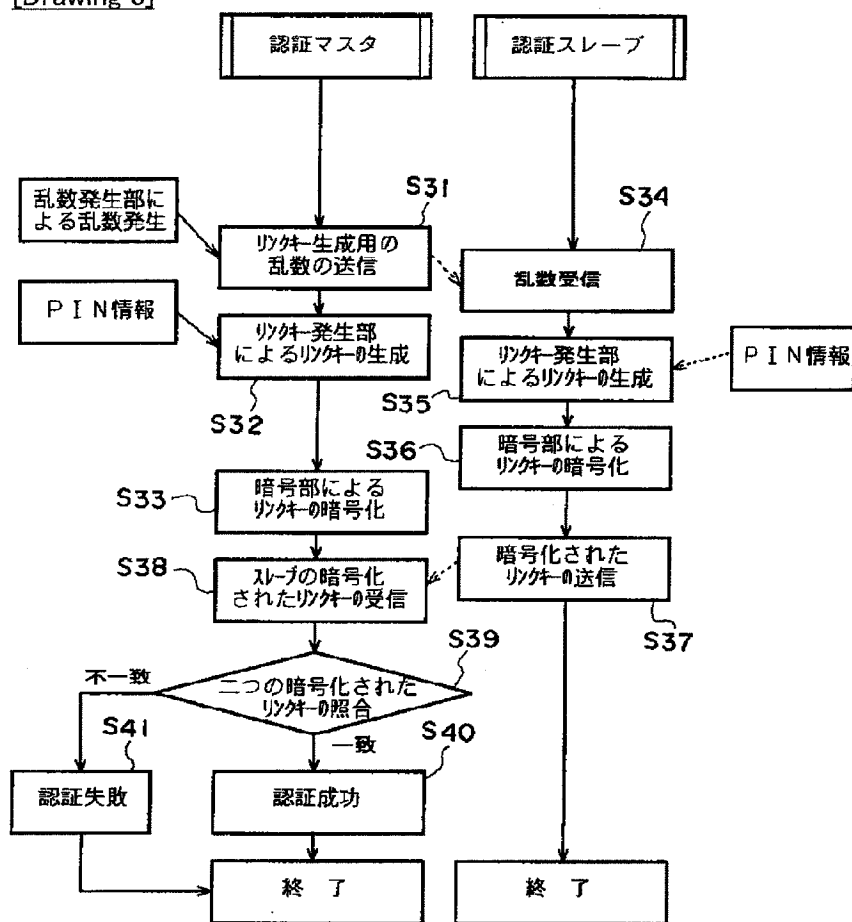 認証マスタ
認証スレーブ
乱数発生部に
よる乱数発生
S31
S34
リンクキー生成用の
乱数の送信
乱数受信
PIN情報
リンクキー発生部
によるリンクキーの生成
リンクキー発生部
によるリンクキーの生成
PIN情報
S32
S35
S36
暗号部による
リンクキーの暗号化
S33
暗号部による
リンクキーの暗号化
S38
スレーブの暗号化
されたリンクキーの受信
暗号化された
リンクキーの送信
S37
S39
不一致
二つの暗号化された
リンクキーの照合
S41
一致
S40
認証失敗
認証成功
終 了
終 了